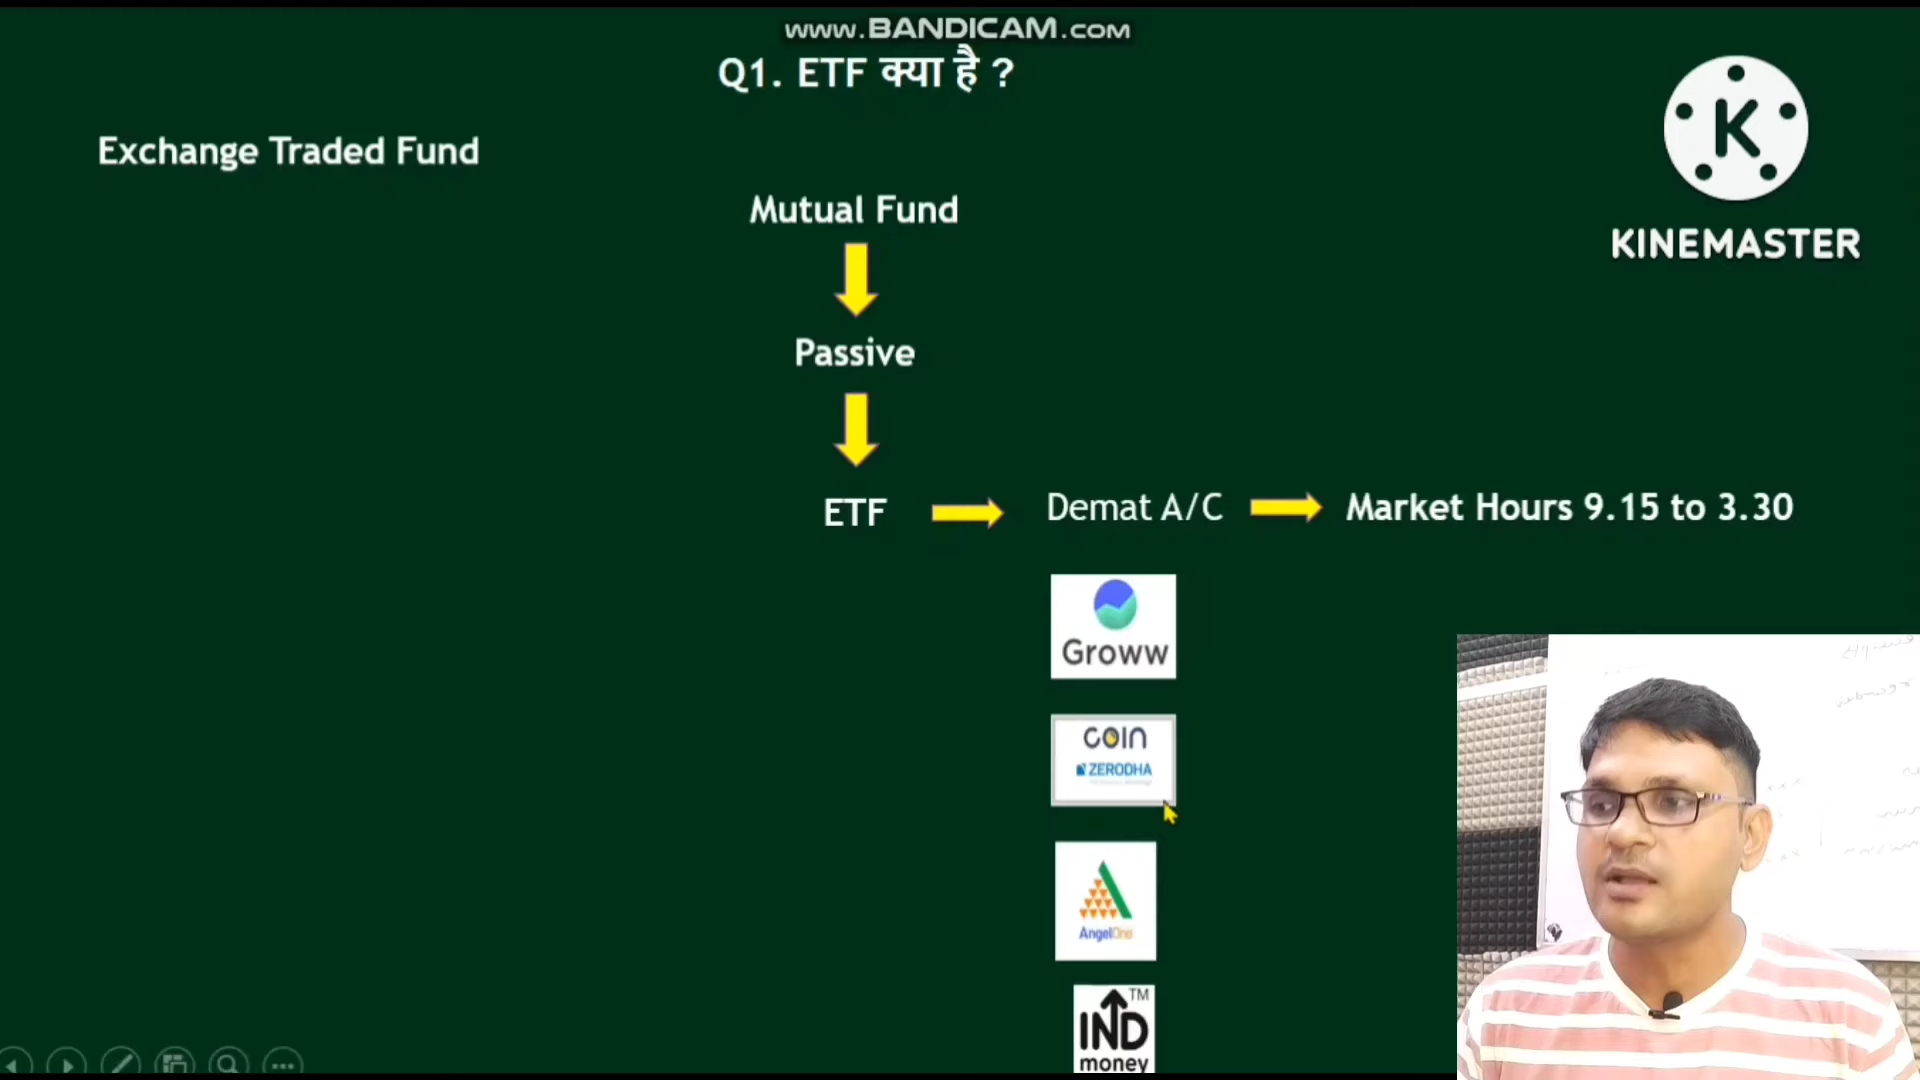 www.BANDICAM.com
Q1. ETF क्या है ?
Exchange Traded Fund
K
KINEMASTER
Mutual Fund
Passive
ETF
Demat A/C
Market Hours 9.15 to 3.30
Groww
COIN
ZERODHA
AngelOne
IND TM
money